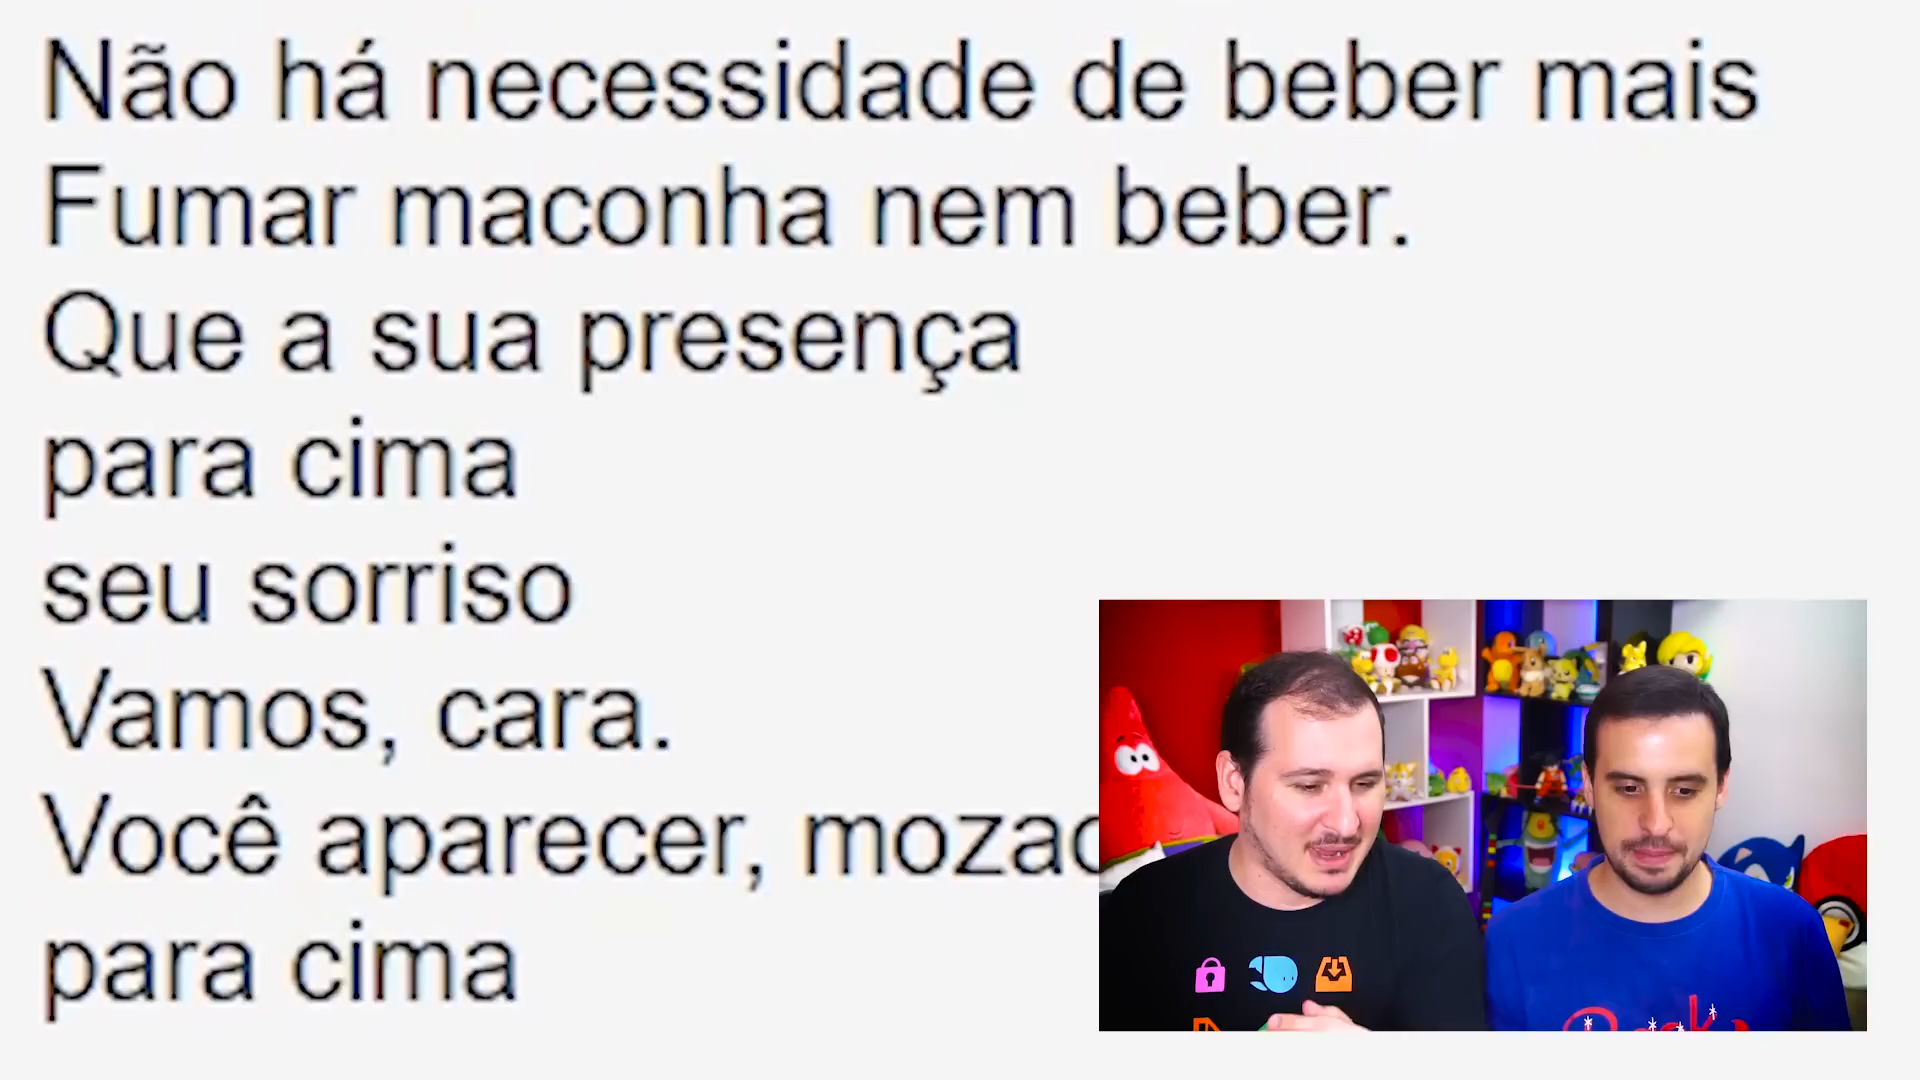 Não há necessidade de beber mais
Fumar maconha nem beber.
Que a sua presença
para cima
seu sorriso
Vamos, cara.
Você aparecer,
para cima